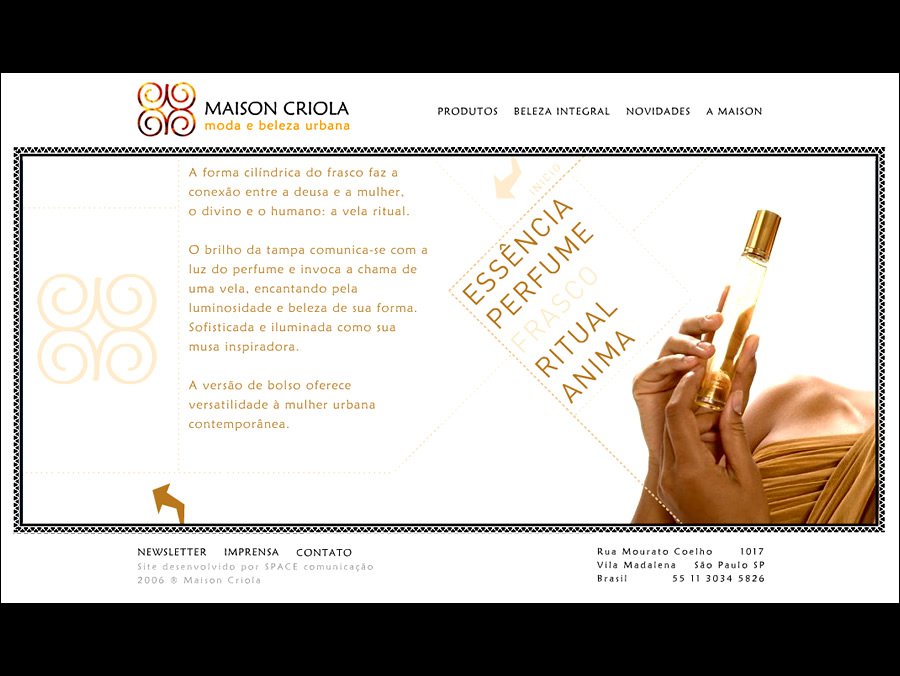 MAISON CRIOLA
moda e beleza urbana
PRODUTOS BELEZA INTEGRAL NOVIDADES A MAISON
A forma cilíndrica do frasco faz a
conexão entre a deusa e a mulher,
o divino e o humano: a vela ritual.
O brilho da tampa comunica-se com a
luz do perfume e invoca a chama de
uma vela, encantando pela
luminosidade e beleza de sua forma.
Sofisticada e iluminada como sua
musa inspiradora.
A versão de bolso oferece
versatilidade à mulher urbana
contemporânea.
INÍCIO
ESSÊNCIA
PERFUME
FRASCO
RITUAL
ANIMA
NEWSLETTER IMPRENSA CONTATO
Site desenvolvido por SPACE comunicação
2006 ® Maison Criola
Rua Mourato Coelho 1017
Vila Madalena São Paulo SP
Brasil 55 11 3034 5826